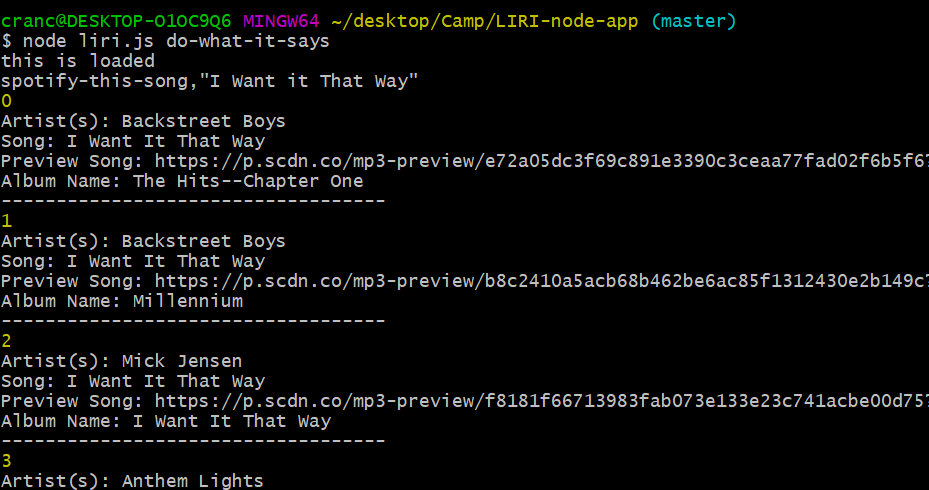 cranc@DESKTOP-O1OC9Q6 MINGW64 ~/desktop/Camp/LIRI-node-app (master)
$ node liri.js do-what-it-says
this is loaded
spotify-this-song,"I Want it That Way"
0
Artist(s): Backstreet Boys
Song: I Want It That Way
Preview Song: https://p.scdn.co/mp3-preview/e72a05dc3f69c891e3390c3ceaa77fad02f6b5f6?
Album Name: The Hits--Chapter One
-----------------------------------
1
Artist(s): Backstreet Boys
Song: I Want It That Way
Preview Song: https://p.scdn.co/mp3-preview/b8c2410a5acb68b462be6ac85f1312430e2b149c?
Album Name: Millennium
-----------------------------------
2
Artist(s): Mick Jensen
Song: I Want It That Way
Preview Song: https://p.scdn.co/mp3-preview/f8181f66713983fab073e133e23c741acbe00d75?
Album Name: I Want It That Way
-----------------------------------
3
Artist(s): Anthem Lights